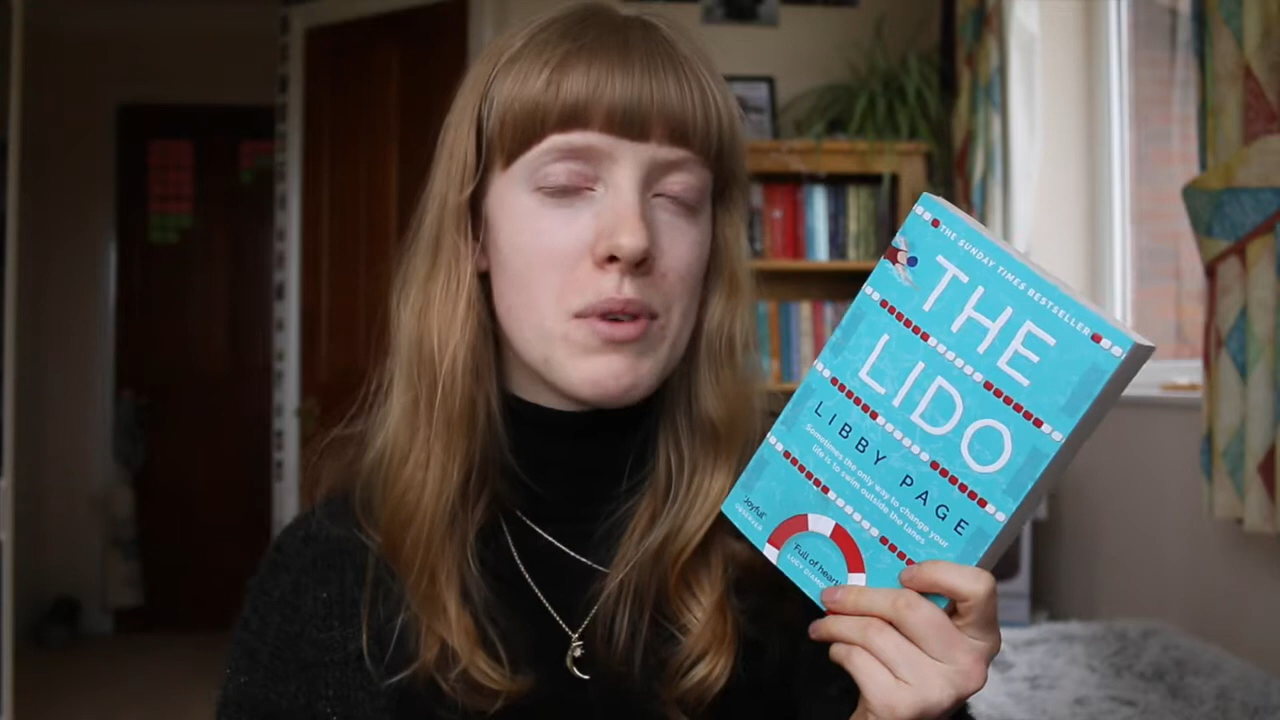 THE SUNDAY TIMES BESTSELLER
THE
LIDO
LIBBY PAGE
Sometimes the only way to change your
life is to swim outside the lanes
'Joyful'
OBSERVER
'Full of heart'